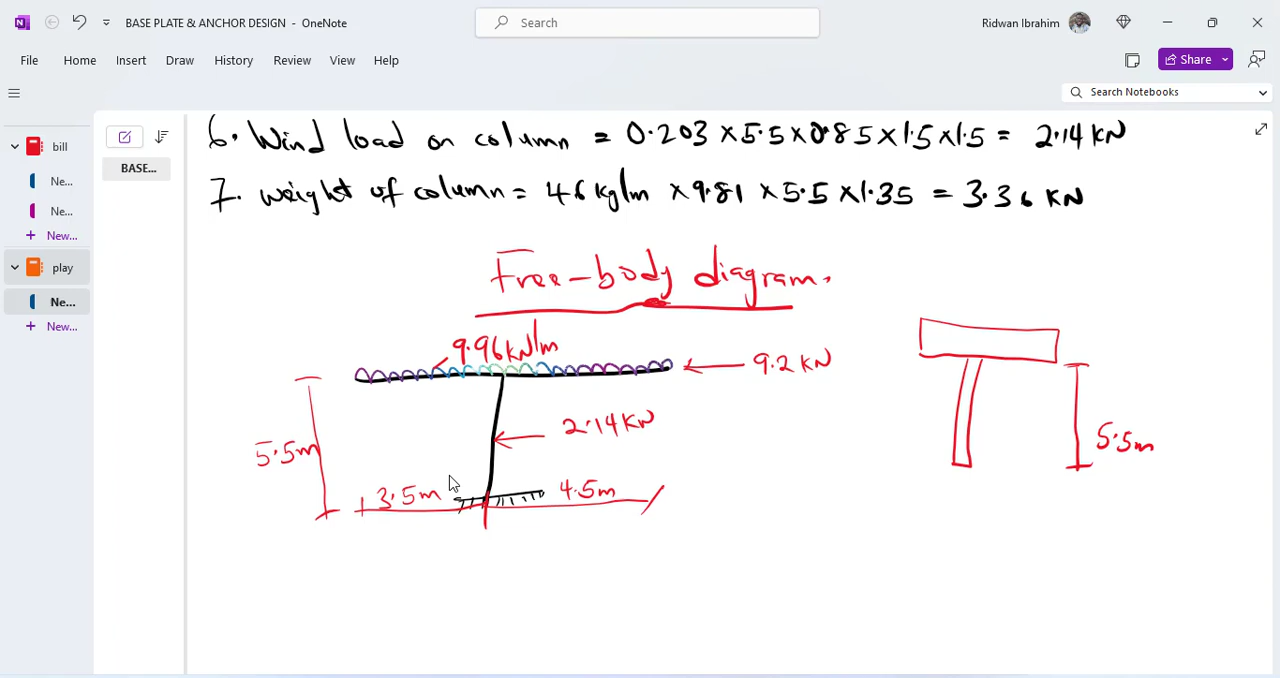 BASE PLATE & ANCHOR DESIGN - OneNote
Search
Ridwan Ibrahim
File Home Insert Draw History Review View Help
Share
Search Notebooks
bill
Ne...
Ne...
+ New...
play
Ne...
+ New...
BASE...
6. Wind load on column = 0.203 x 5.5 x 0.85 x 1.5 x 1.5 = 2.14 KN
7. weight of column = 46 kg/m x 9.81 x 5.5 x 1.35 = 3.36 KN
Free-body diagram.
9.96kN/m
9.2 KN
2.14KN
5.5m
5.5m
3.5m
4.5m